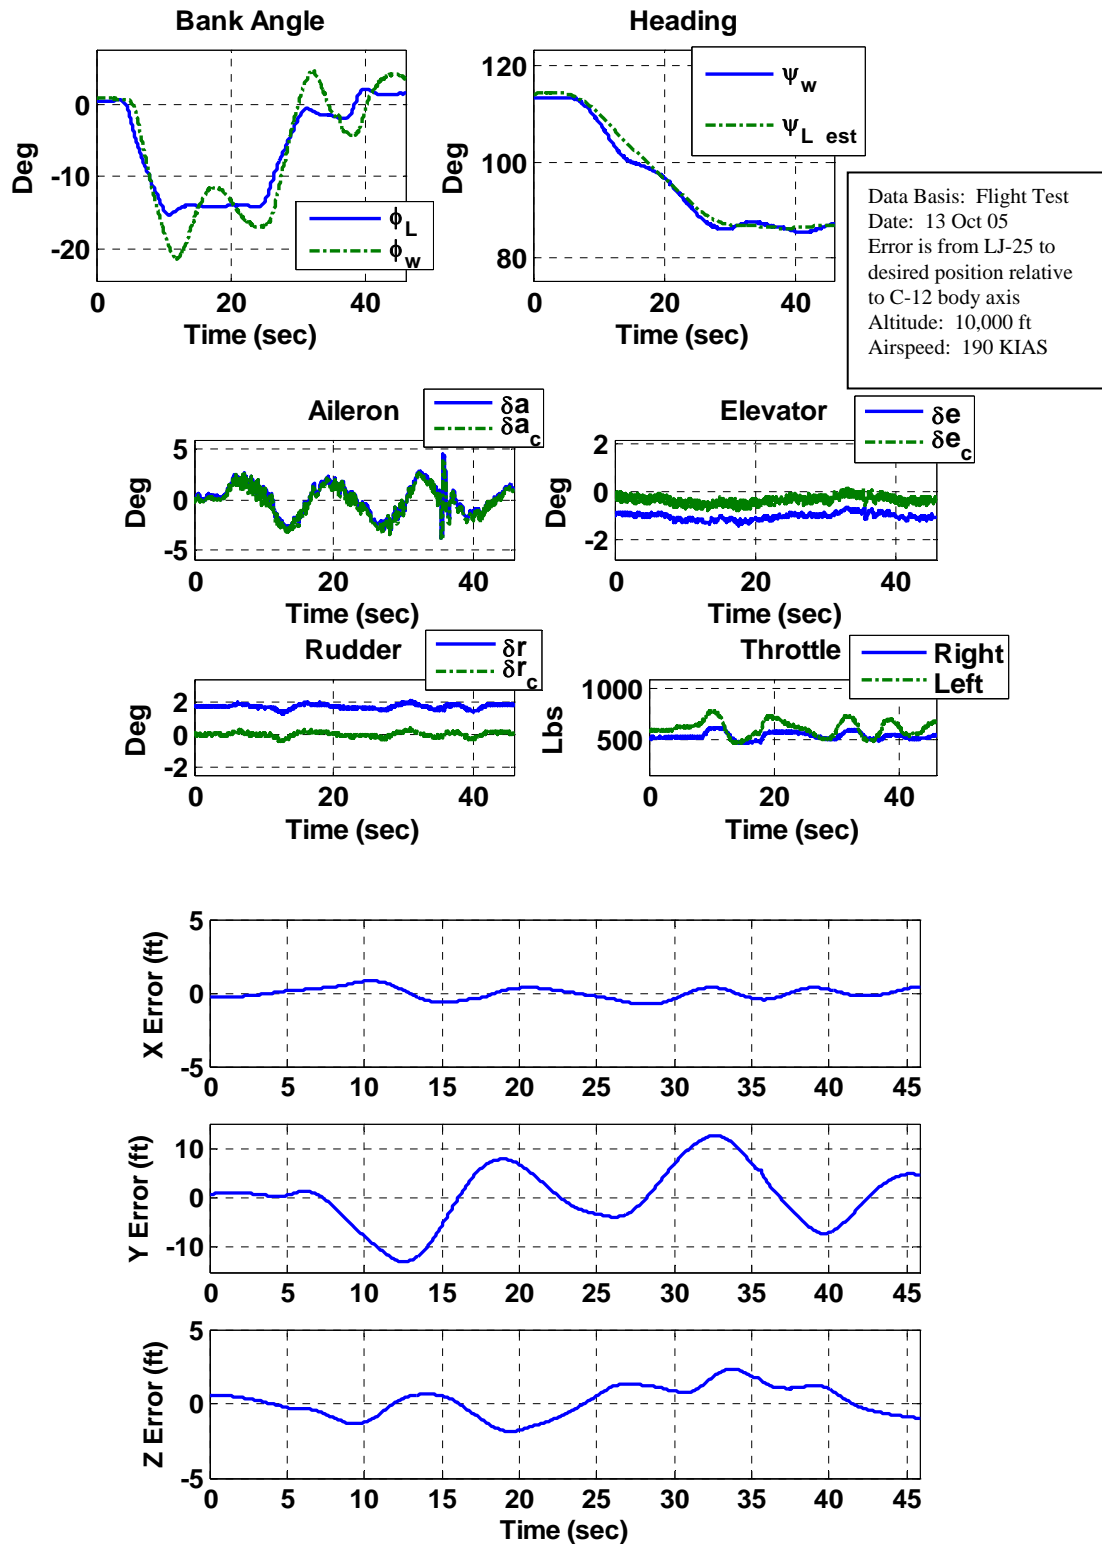 Bank Angle
Heading
Deg
0
-10
-20
0
20
40
Time (sec)
ϕL
ϕw
Deg
120
100
80
0
20
40
Time (sec)
ψw
ψL est
Data Basis: Flight Test
Date: 13 Oct 05
Error is from LJ-25 to
desired position relative
to C-12 body axis
Altitude: 10,000 ft
Airspeed: 190 KIAS
Aileron
δa
δac
Deg
5
0
-5
0
20
40
Time (sec)
Elevator
δe
δec
Deg
2
0
-2
0
20
40
Time (sec)
Rudder
δr
δrc
Deg
2
0
-2
0
20
40
Time (sec)
Throttle
Right
Left
Lbs
1000
500
0
20
40
Time (sec)
X Error (ft)
5
0
-5
0 5 10 15 20 25 30 35 40 45
Y Error (ft)
10
0
-10
0 5 10 15 20 25 30 35 40 45
Z Error (ft)
5
0
-5
0 5 10 15 20 25 30 35 40 45
Time (sec)